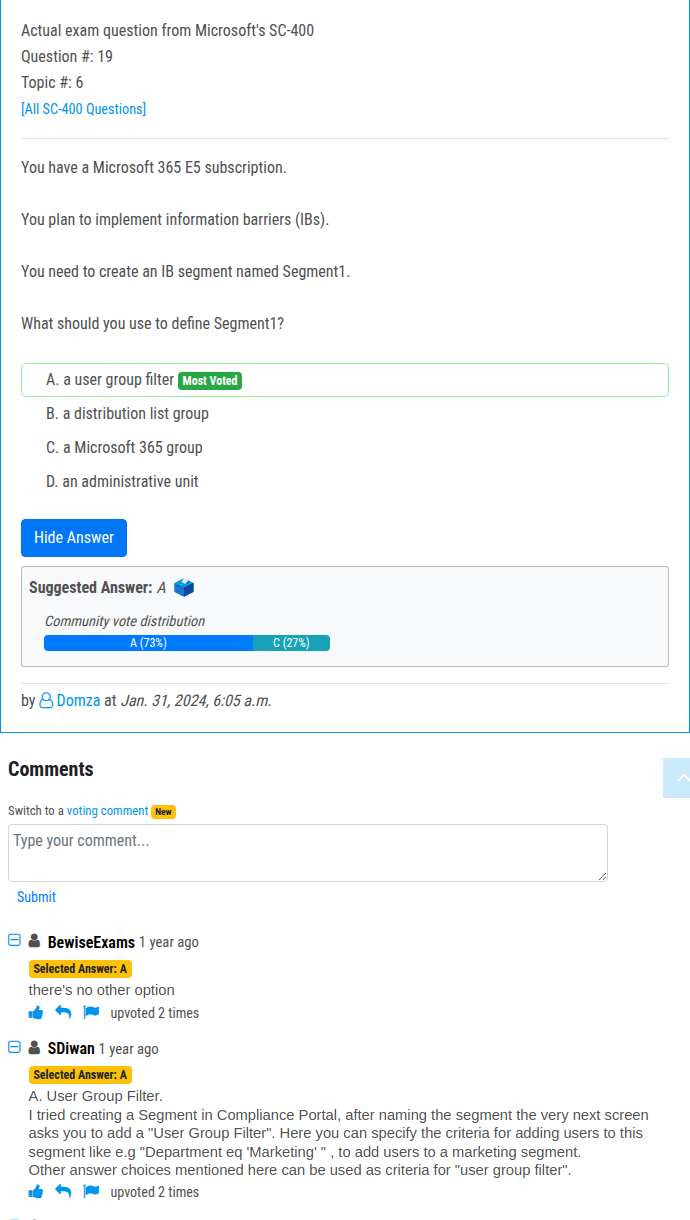 Actual exam question from Microsoft's SC-400
Question #: 19
Topic #: 6
[All SC-400 Questions]
You have a Microsoft 365 E5 subscription.
You plan to implement information barriers (IBs).
You need to create an IB segment named Segment1.
What should you use to define Segment1?
A. a user group filter Most Voted
B. a distribution list group
C. a Microsoft 365 group
D. an administrative unit
Hide Answer
Suggested Answer: A
Community vote distribution
A (73%) C (27%)
by Domza at Jan. 31, 2024, 6:05 a.m.
Comments
Switch to a voting comment New
Type your comment...
Submit
BewiseExams 1 year ago
Selected Answer: A
there's no other option
upvoted 2 times
SDiwan 1 year ago
Selected Answer: A
A. User Group Filter.
I tried creating a Segment in Compliance Portal, after naming the segment the very next screen
asks you to add a "User Group Filter". Here you can specify the criteria for adding users to this
segment like e.g "Department eq 'Marketing' " , to add users to a marketing segment.
Other answer choices mentioned here can be used as criteria for "user group filter".
upvoted 2 times